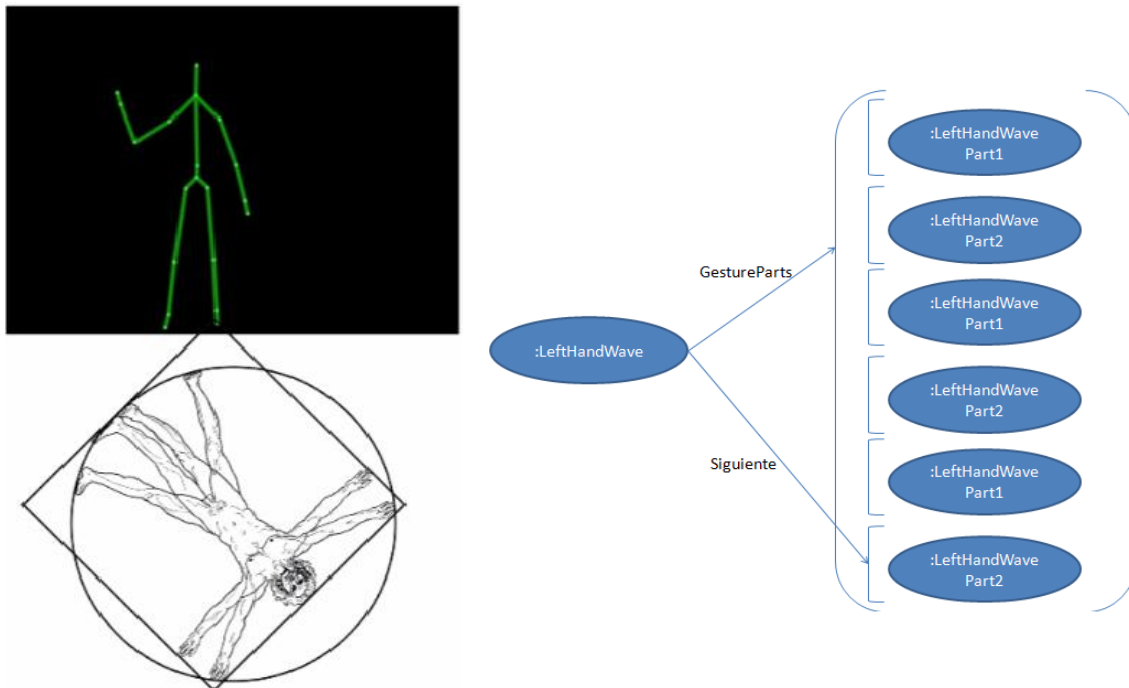 :LeftHandWave
Part1
:LeftHandWave
Part2
GestureParts
:LeftHandWave
Part1
:LeftHandWave
:LeftHandWave
Part2
Siguiente
:LeftHandWave
Part1
:LeftHandWave
Part2